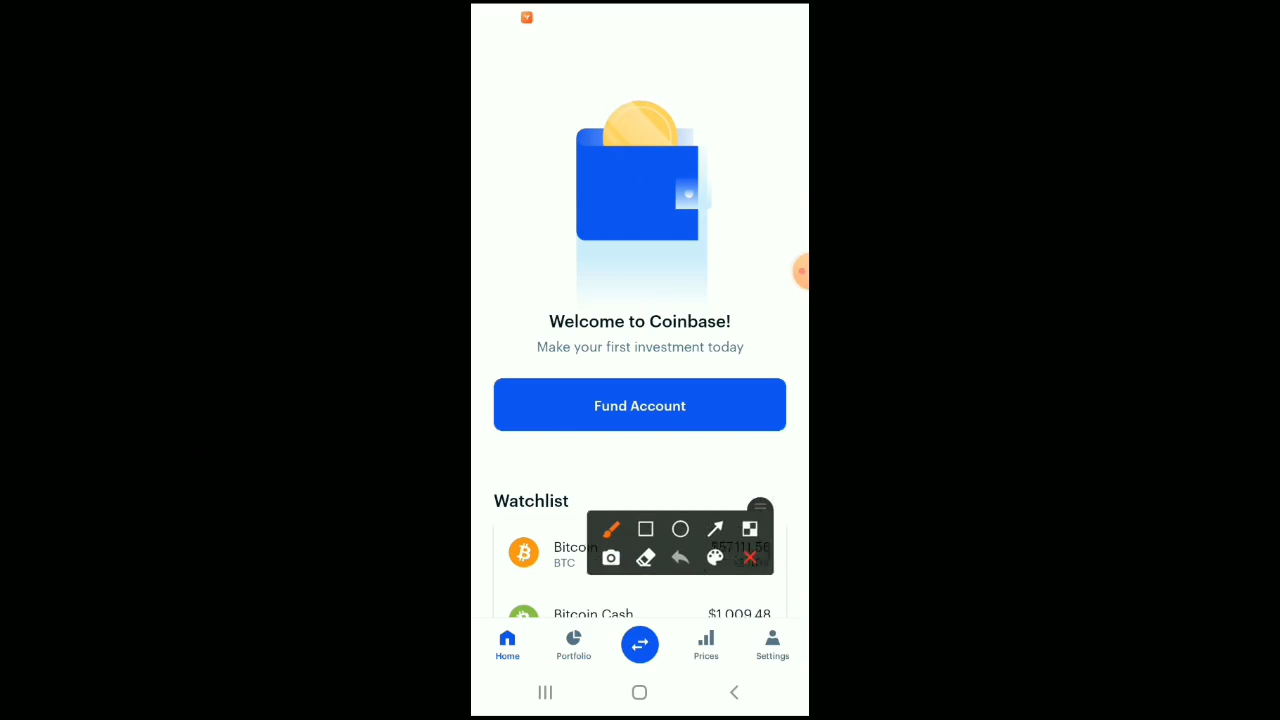 Welcome to Coinbase!
Make your first investment today
Fund Account
Watchlist
Bitcoin
BTC
Bitcoin Cash
$1,009.48
Home
Portfolio
Prices
Settings